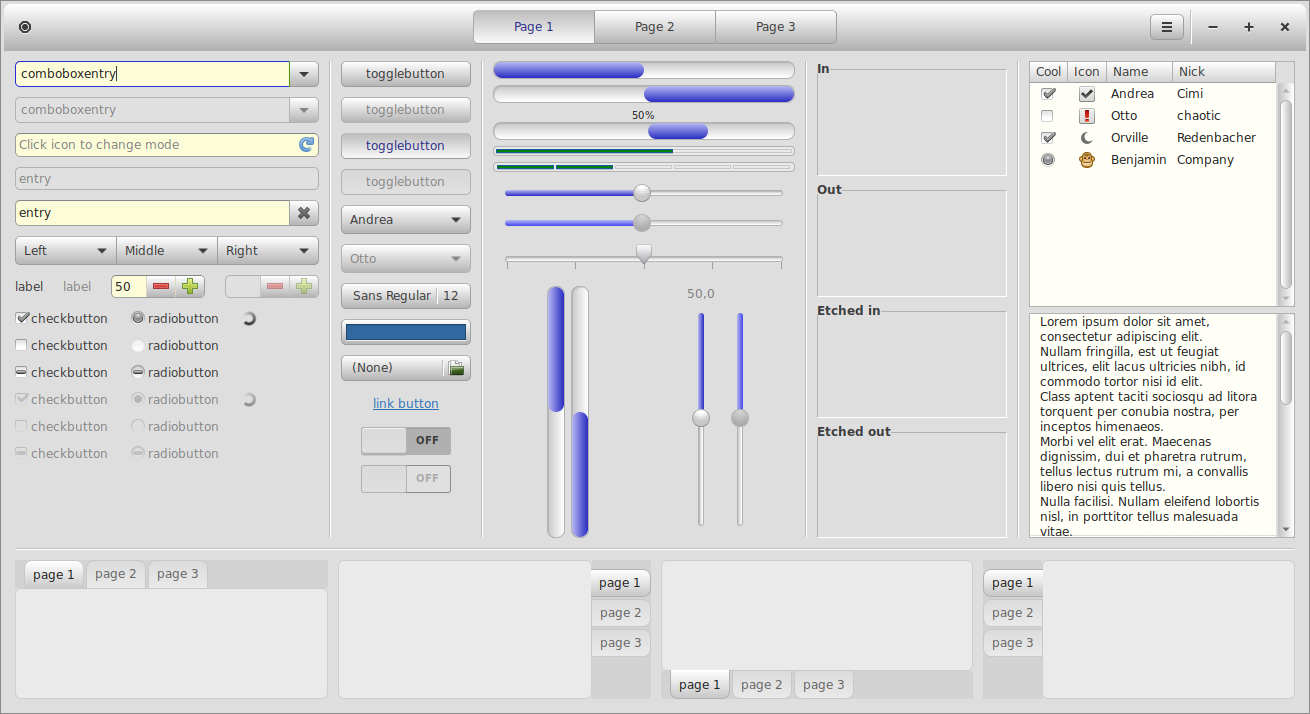 Page 1
Page 2
Page 3
comboboxentry
comboboxentry
Click icon to change mode
entry
entry
Left
Middle
Right
label
label
50
checkbutton
radiobutton
checkbutton
radiobutton
checkbutton
radiobutton
checkbutton
radiobutton
checkbutton
radiobutton
checkbutton
radiobutton
togglebutton
togglebutton
togglebutton
togglebutton
Andrea
Otto
Sans Regular
12
(None)
link button
OFF
OFF
50%
50,0
In
Out
Etched in
Etched out
Cool Icon Name Nick
Andrea Cimi
Otto chaotic
Orville Redenbacher
Benjamin Company
Lorem ipsum dolor sit amet,
consectetur adipiscing elit.
Nullam fringilla, est ut feugiat
ultrices, elit lacus ultricies nibh, id
commodo tortor nisi id elit.
Class aptent taciti sociosqu ad litora
torquent per conubia nostra, per
inceptos himenaeos.
Morbi vel elit erat. Maecenas
dignissim, dui et pharetra rutrum,
tellus lectus rutrum mi, a convallis
libero nisi quis tellus.
Nulla facilisi. Nullam eleifend lobortis
nisl, in porttitor tellus malesuada
vitae.
page 1
page 2
page 3
page 1
page 2
page 3
page 1
page 2
page 3
page 1
page 2
page 3